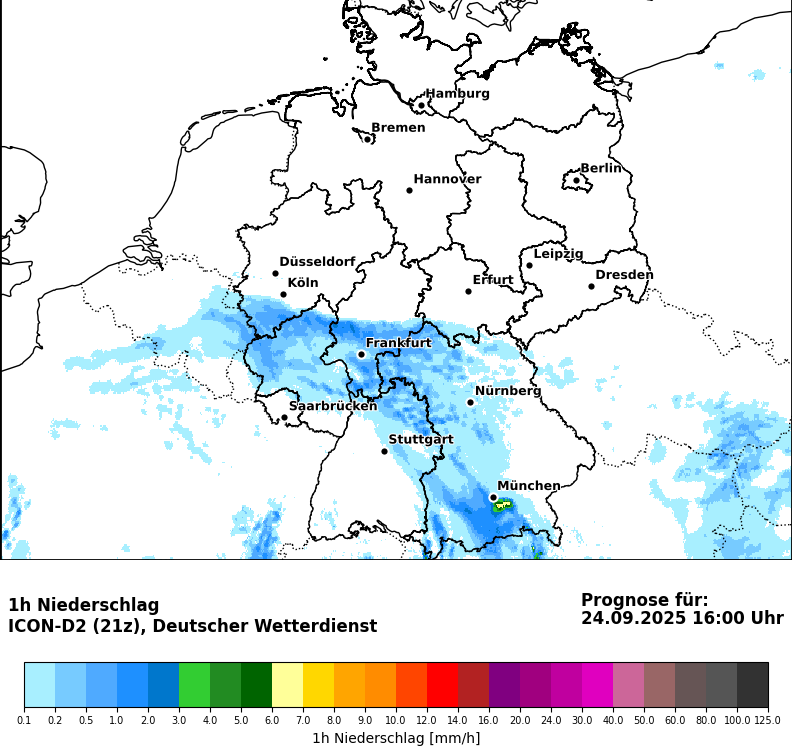 Hamburg
Bremen
Berlin
Hannover
Leipzig
Düsseldorf
Dresden
Köln
Erfurt
Frankfurt
Nürnberg
Saarbrücken
Stuttgart
München
1h Niederschlag
ICON-D2 (21z), Deutscher Wetterdienst
Prognose für:
24.09.2025 16:00 Uhr
0.1 0.2 0.5 1.0 2.0 3.0 4.0 5.0 6.0 7.0 8.0 9.0 10.0 12.0 14.0 16.0 20.0 24.0 30.0 40.0 50.0 60.0 80.0 100.0 125.0
1h Niederschlag [mm/h]